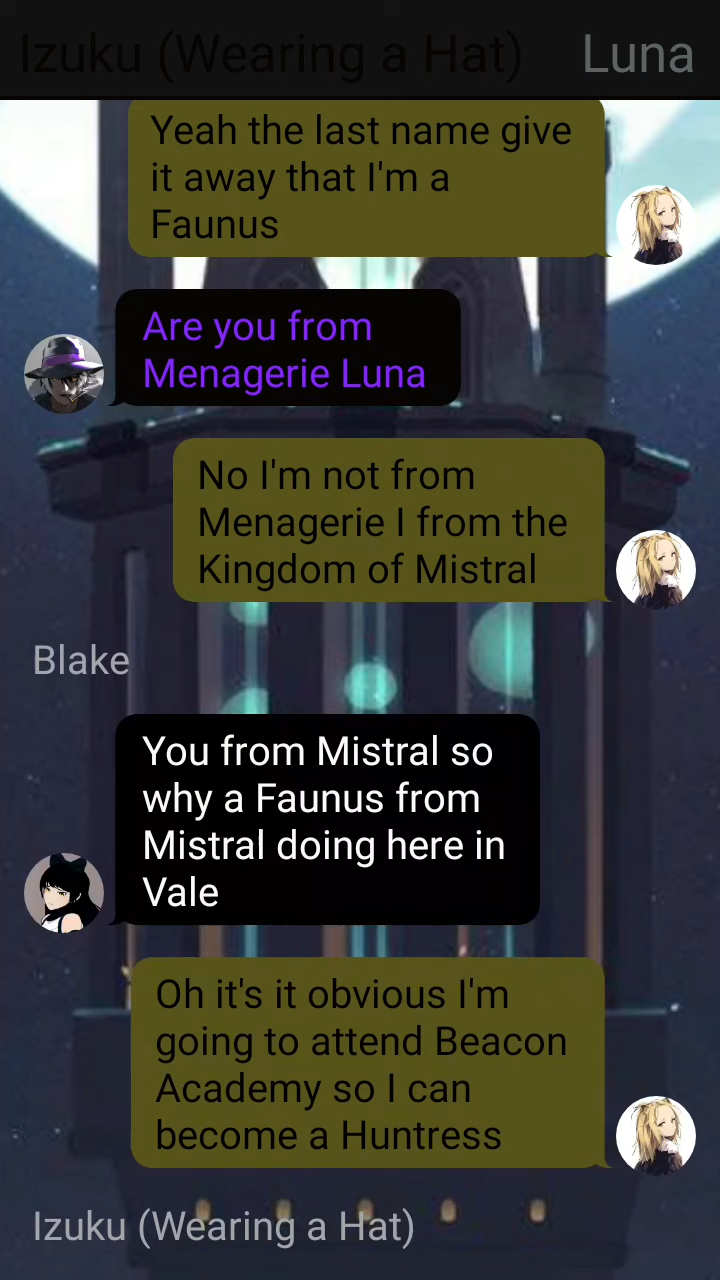 Izuku (Wearing a Hat) Luna
Yeah the last name give
it away that I'm a
Faunus
Are you from
Menagerie Luna
No I'm not from
Menagerie I from the
Kingdom of Mistral
Blake
You from Mistral so
why a Faunus from
Mistral doing here in
Vale
Oh it's it obvious I'm
going to attend Beacon
Academy so I can
become a Huntress
Izuku (Wearing a Hat)